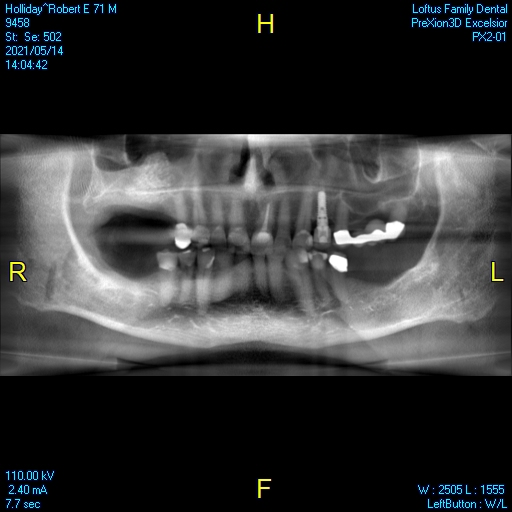 Holliday^Robert E 71 M
9458
St: Se: 502
2021/05/14
14:04:42
H
Loftus Family Dental
PreXion3D Excelsior
PX2-01
R
L
110.00 kV
2.40 mA
7.7 sec
F
W : 2505 L : 1555
LeftButton : W/L